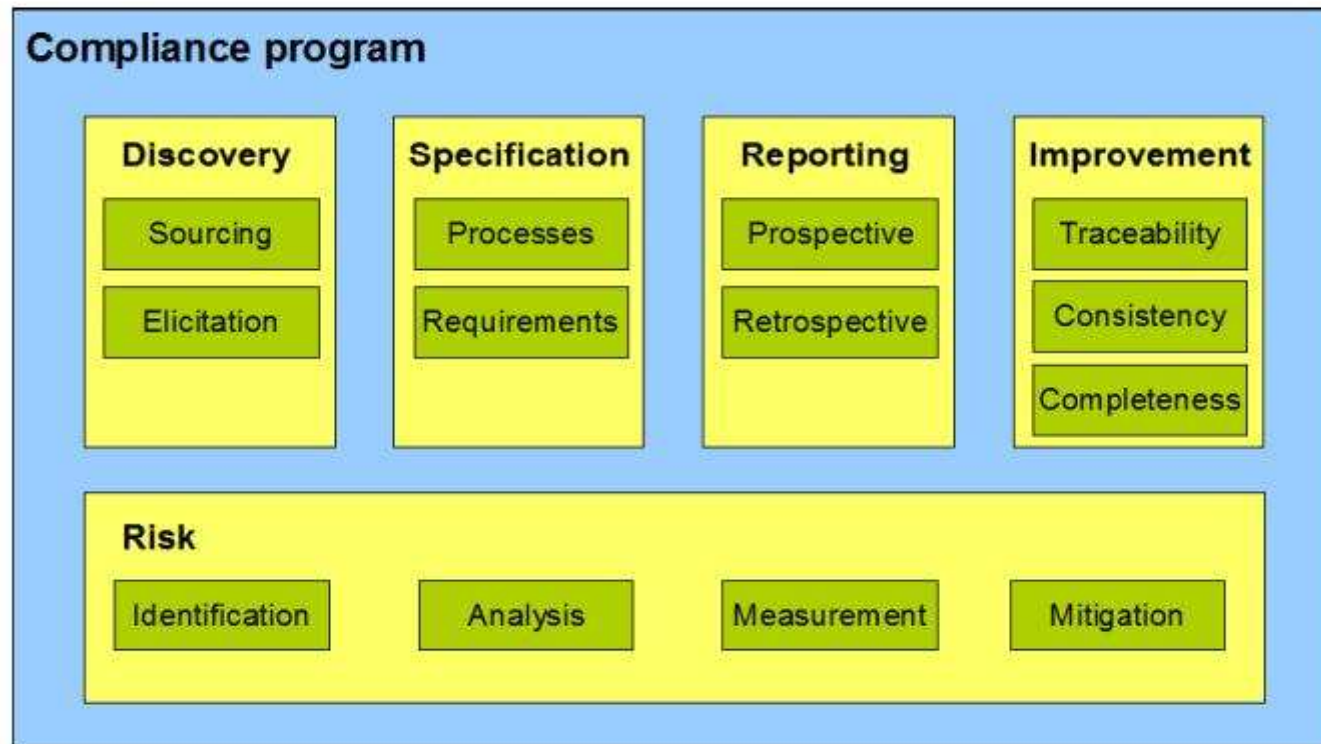 Compliance program
Discovery
Sourcing
Elicitation
Specification
Processes
Requirements
Reporting
Prospective
Retrospective
Improvement
Traceability
Consistency
Completeness
Risk
Identification
Analysis
Measurement
Mitigation